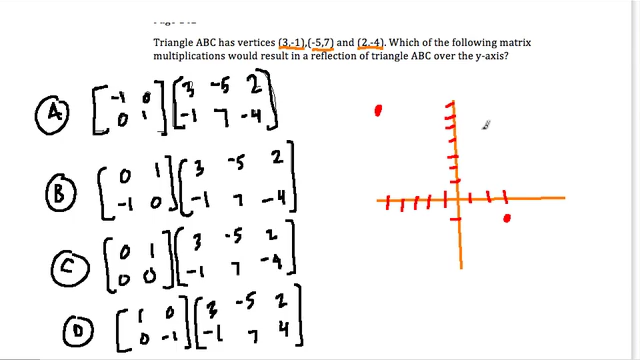 Triangle ABC has vertices (3,-1),(-5,7) and (2,-4). Which of the following matrix
multiplications would result in a reflection of triangle ABC over the y-axis?
A [-1 0] [3 -5 2]
[0 1] [-1 7 -4]
B [0 1] [3 -5 2]
[-1 0] [-1 7 -4]
C [0 1] [3 -5 2]
[0 0] [-1 7 -4]
D [1 0] [3 -5 2]
[0 -1] [-1 7 4]